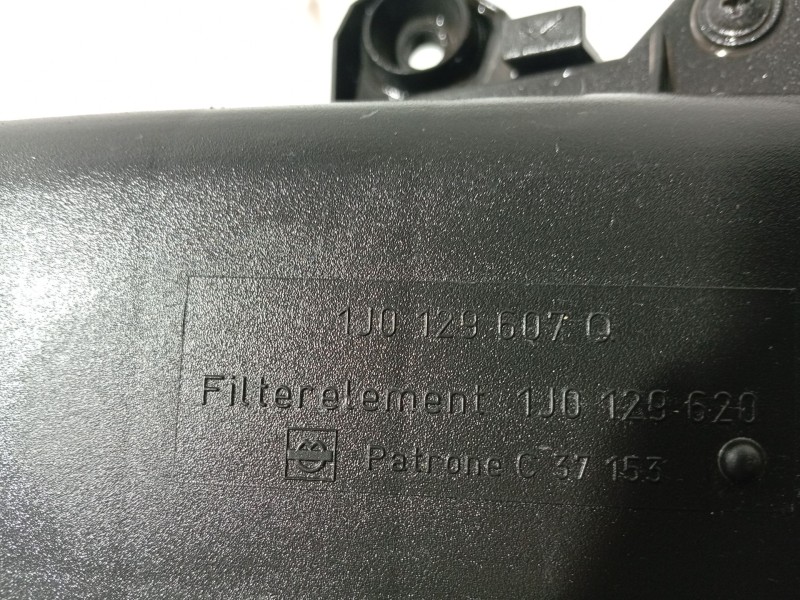 1J0 129 607 Q
Filterelement 1J0 129 620
Patrone C 37 153